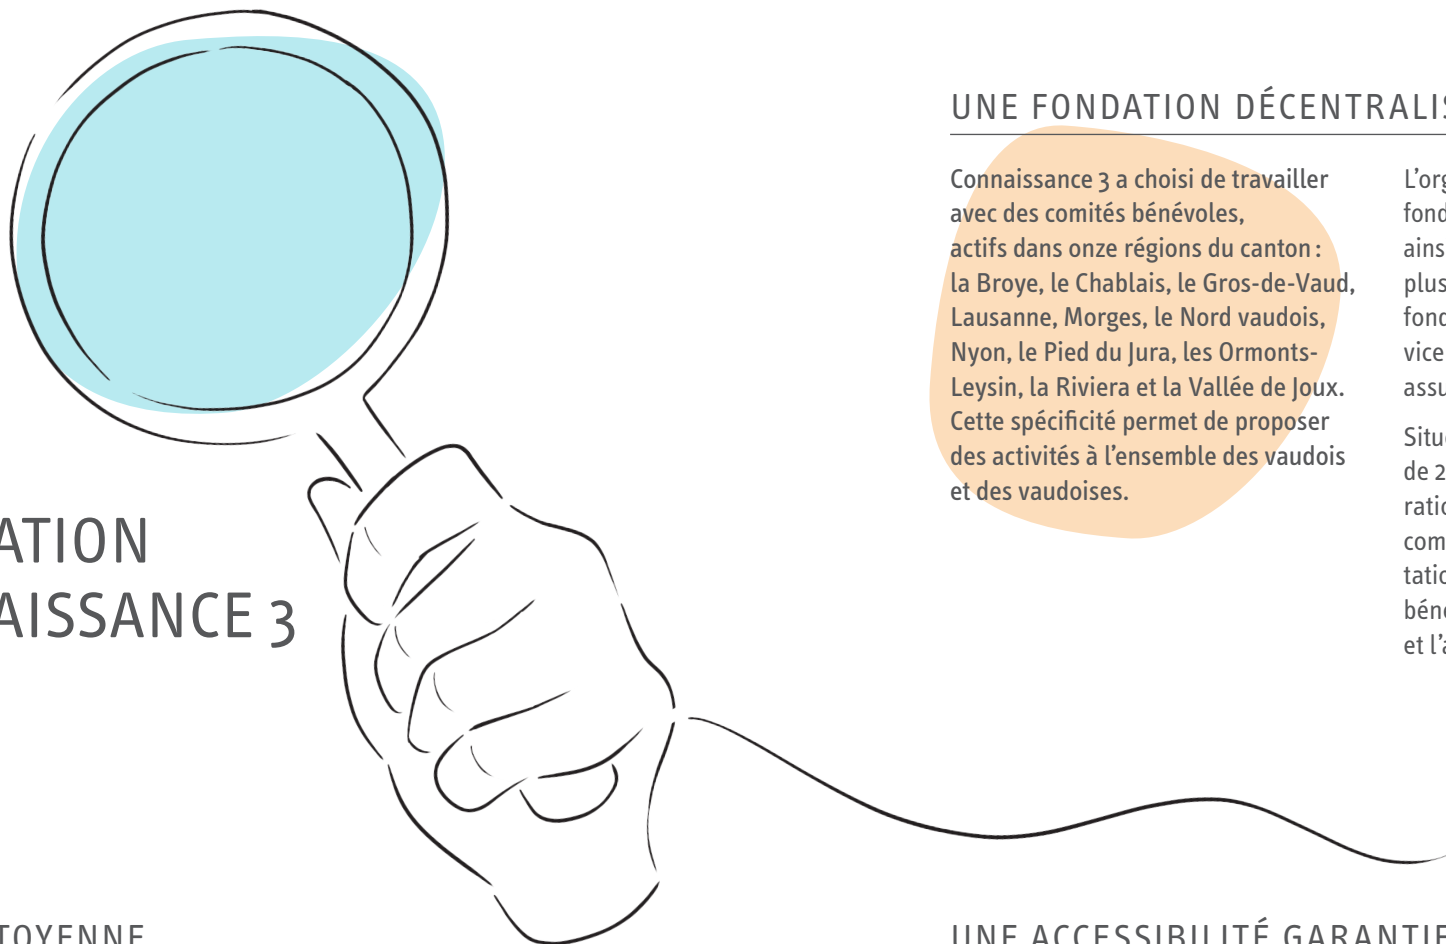 ATION
AISSANCE 3
TOYENNE
UNE FONDATION DÉCENTRALIS
Connaissance 3 a choisi de travailler
avec des comités bénévoles,
actifs dans onze régions du canton :
la Broye, le Chablais, le Gros-de-Vaud,
Lausanne, Morges, le Nord vaudois,
Nyon, le Pied du Jura, les Ormonts-
Leysin, la Riviera et la Vallée de Joux.
Cette spécificité permet de proposer
des activités à l’ensemble des vaudois
et des vaudoises.
L’org
fond
ains
plus
fond
vice
assu
Situ
de 2
ratio
com
tatio
béné
et l’a
UNE ACCESSIBILITÉ GARANTIE